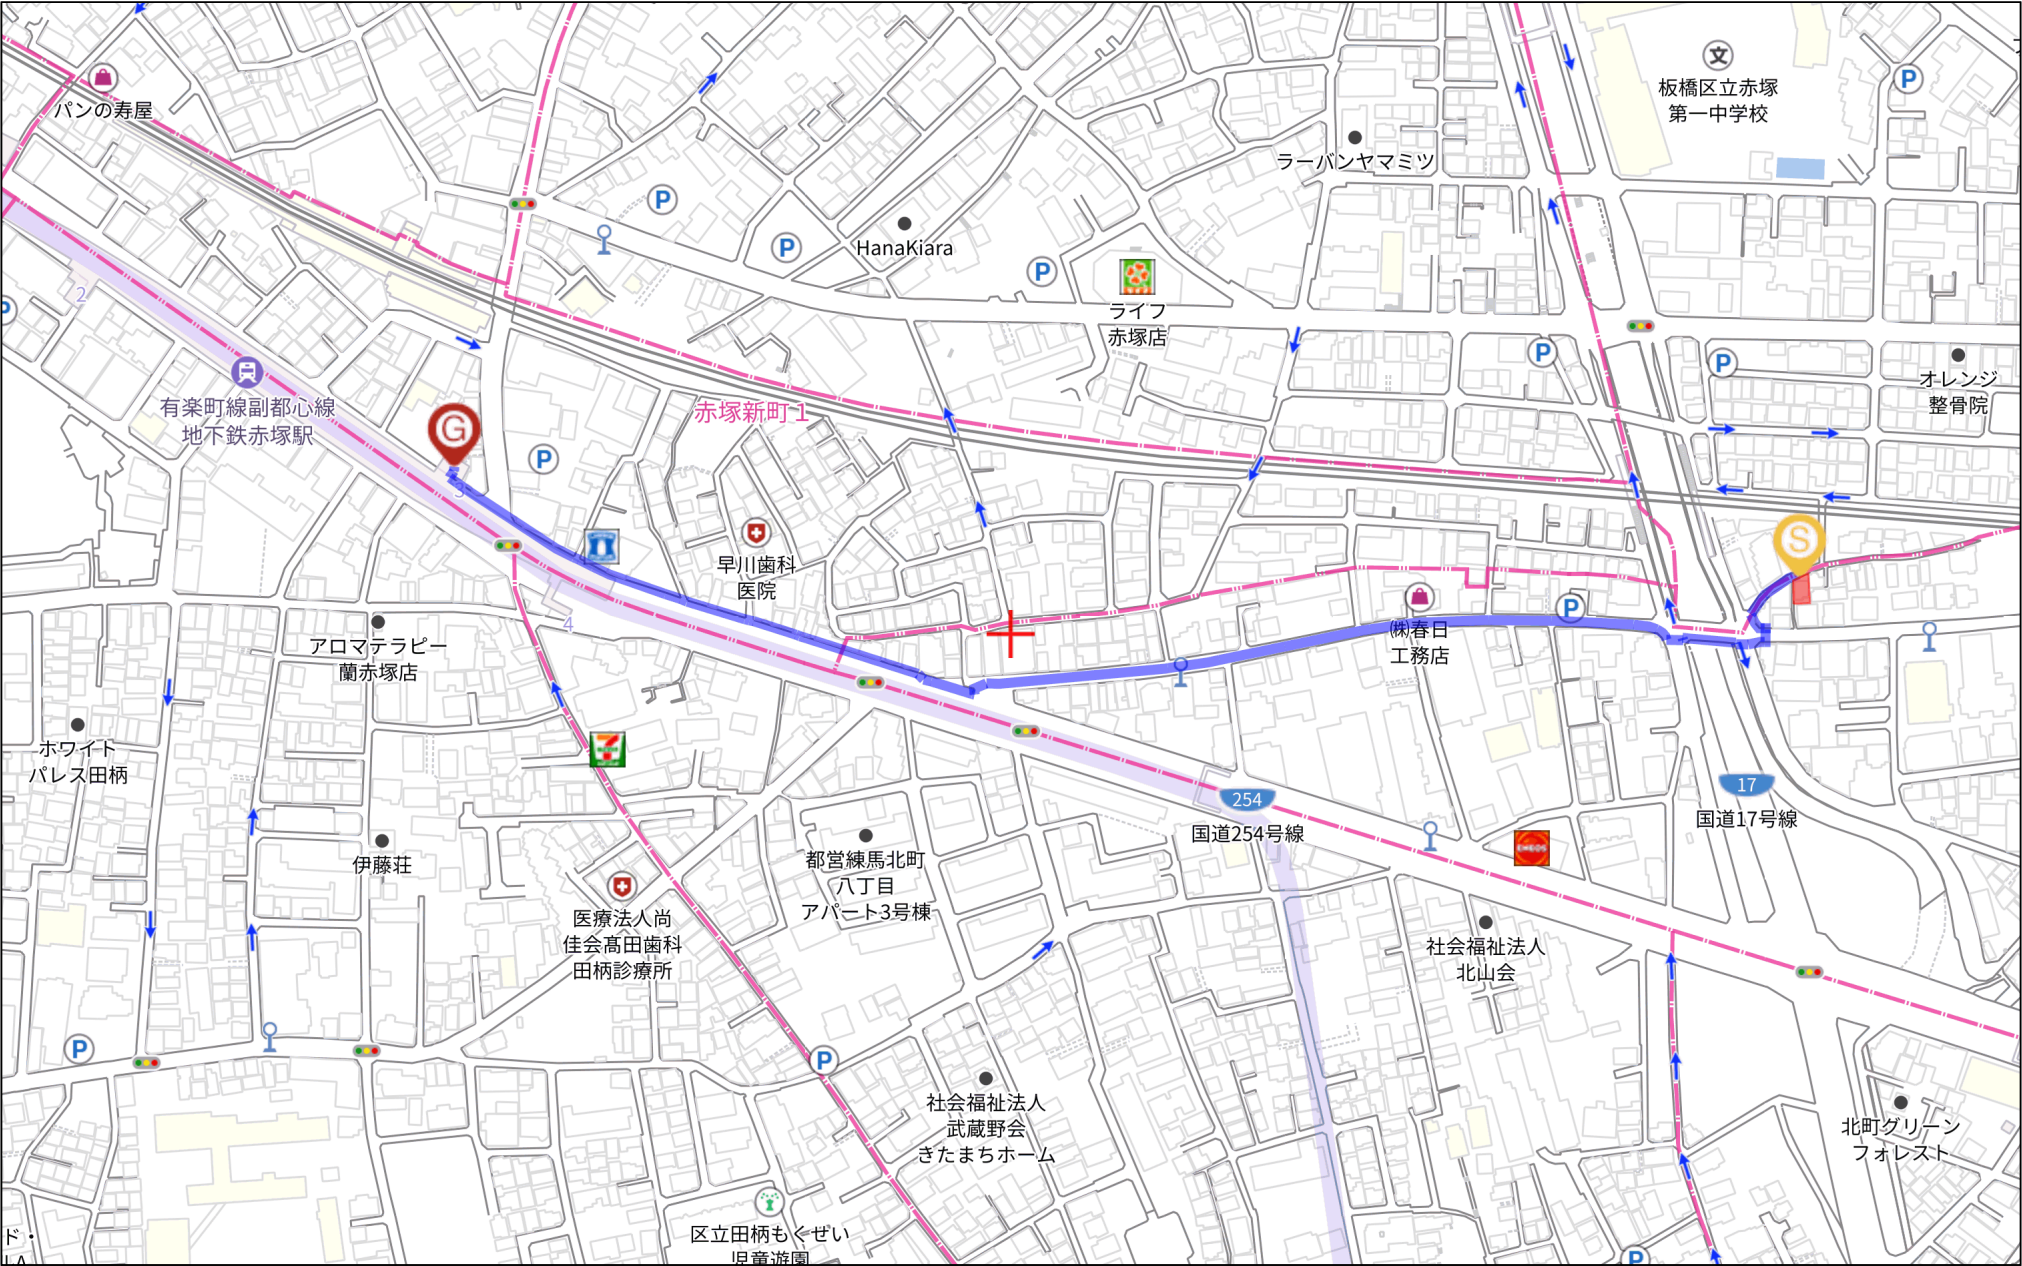 文
P
パンの寿屋
板橋区立赤塚
第一中学校
ラーバンヤマミツ
P
HanaKiara
P
P
2
P
ライフ
赤塚店
P
P
オレンジ
整骨院
有楽町線副都心線
地下鉄赤塚駅
赤塚新町1
G
P
3
S
早川歯科
医院
4
アロマテラピー
蘭赤塚店
P
㈱春日
工務店
ホワイト
パレス田柄
7
254
国道254号線
17
国道17号線
ENEOS
伊藤荘
都営練馬北町
八丁目
アパート3号棟
医療法人尚
佳会髙田歯科
田柄診療所
社会福祉法人
北山会
P
P
社会福祉法人
武蔵野会
きたまちホーム
北町グリーン
フォレスト
区立田柄もくせい
児童遊園
ド・
P